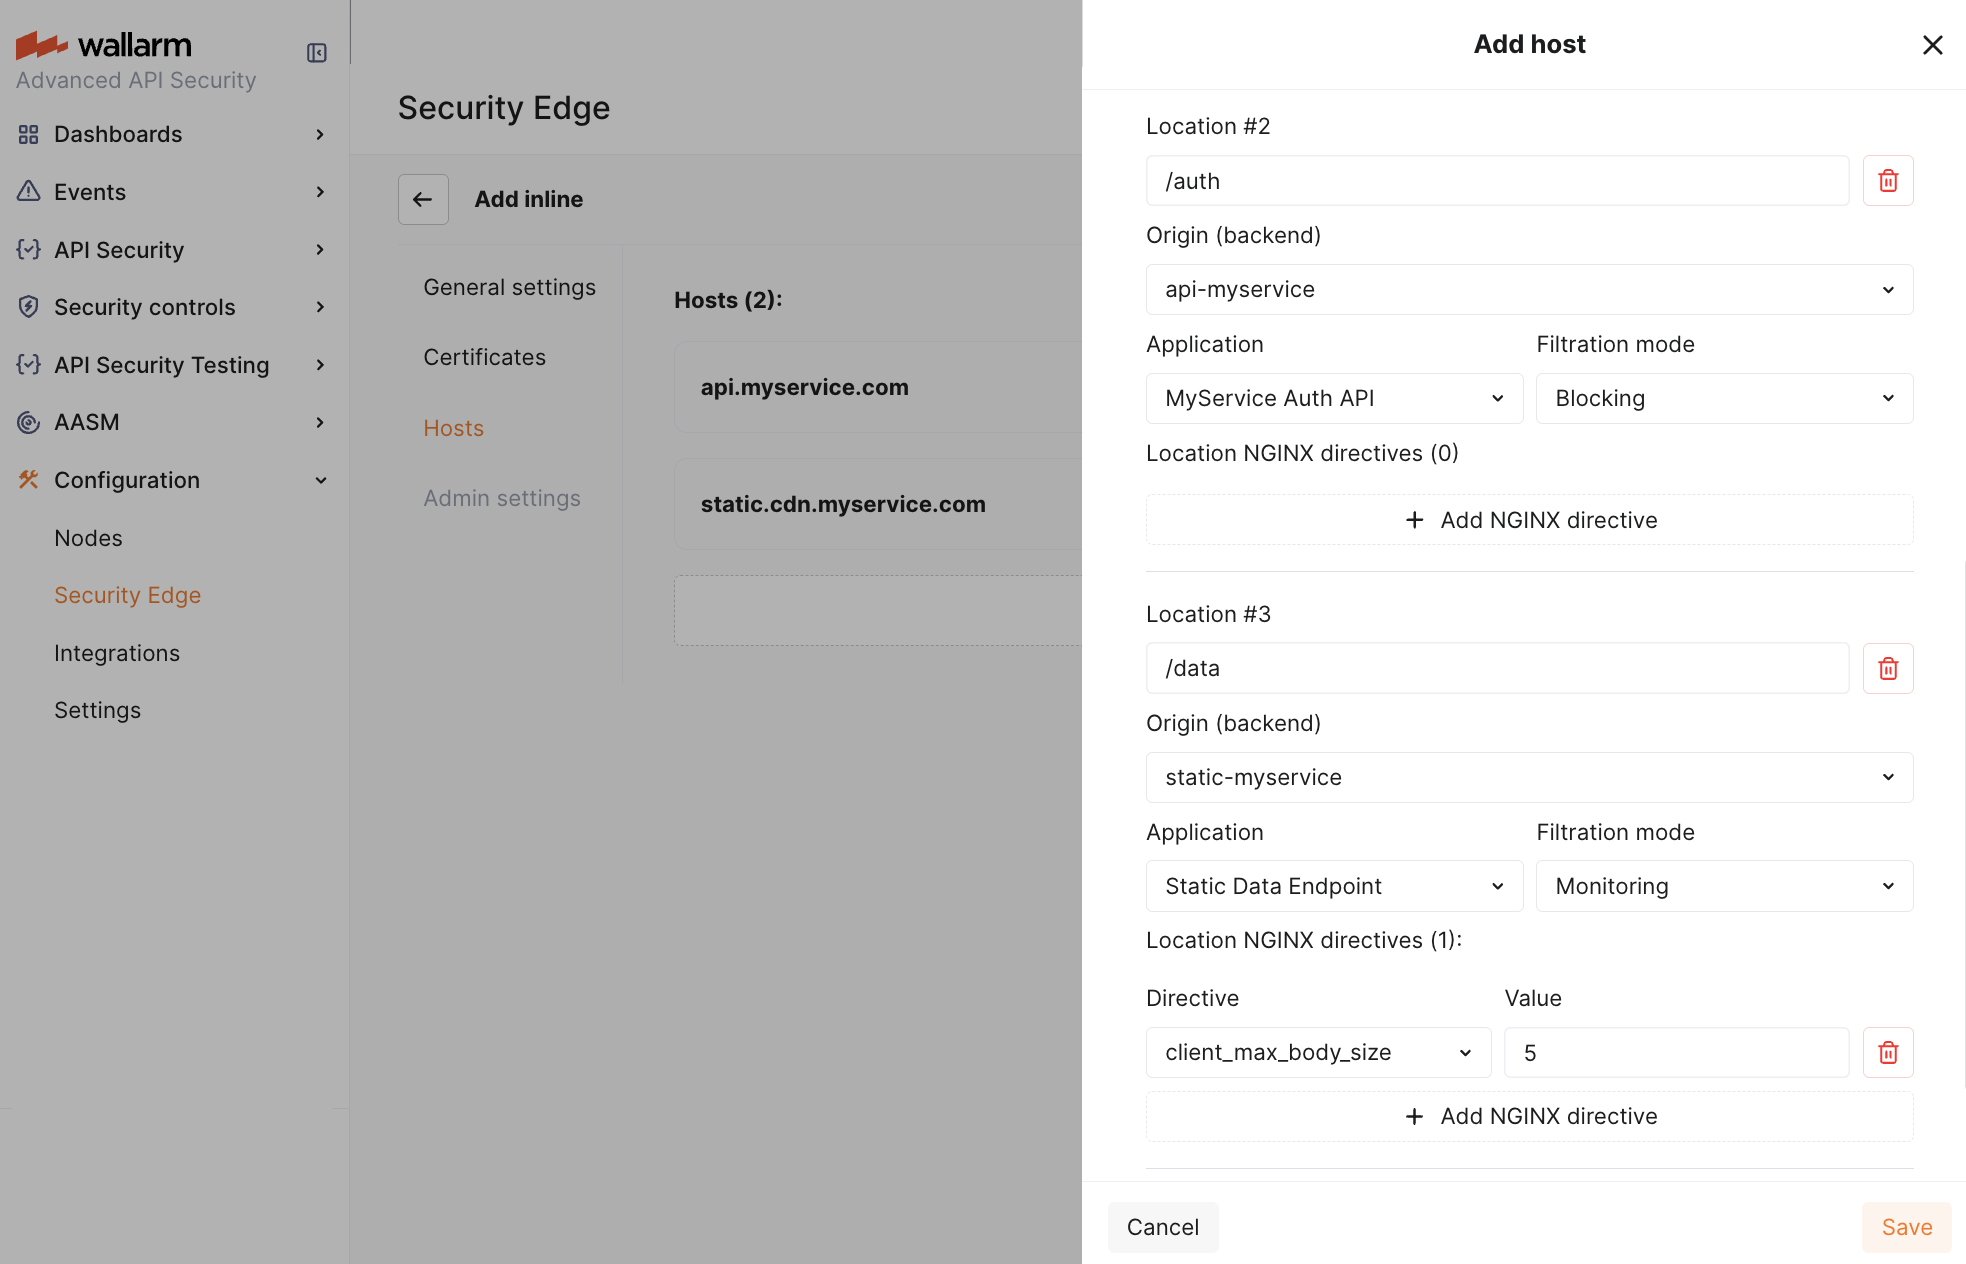 wallarm
Advanced API Security
Dashboards
Events
API Security
Security controls
API Security Testing
AASM
Configuration
Nodes
Security Edge
Integrations
Settings
Security Edge
Add inline
General settings
Certificates
Hosts
Admin settings
Hosts (2):
api.myservice.com
static.cdn.myservice.com
Add host
Location #2
/auth
Origin (backend)
api-myservice
Application Filtration mode
MyService Auth API Blocking
Location NGINX directives (0)
+ Add NGINX directive
Location #3
/data
Origin (backend)
static-myservice
Application Filtration mode
Static Data Endpoint Monitoring
Location NGINX directives (1):
Directive Value
client_max_body_size 5
+ Add NGINX directive
Cancel Save